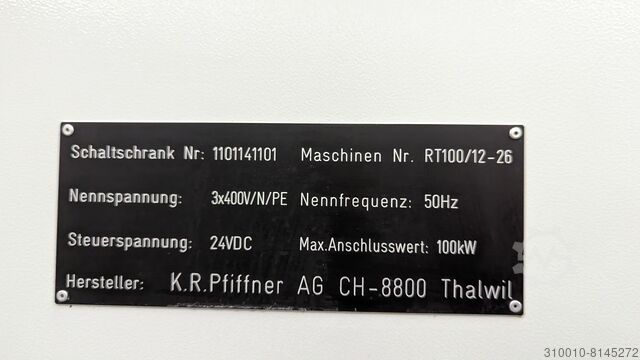 Schaltschrank Nr: 1101141101 Maschinen Nr. RT100/12-26
Nennspannung: 3x400V/N/PE Nennfrequenz: 50Hz
Steuerspannung: 24VDC Max.Anschlusswert: 100kW
Hersteller: K.R.Pfiffner AG CH-8800 Thalwil
310010-8145272